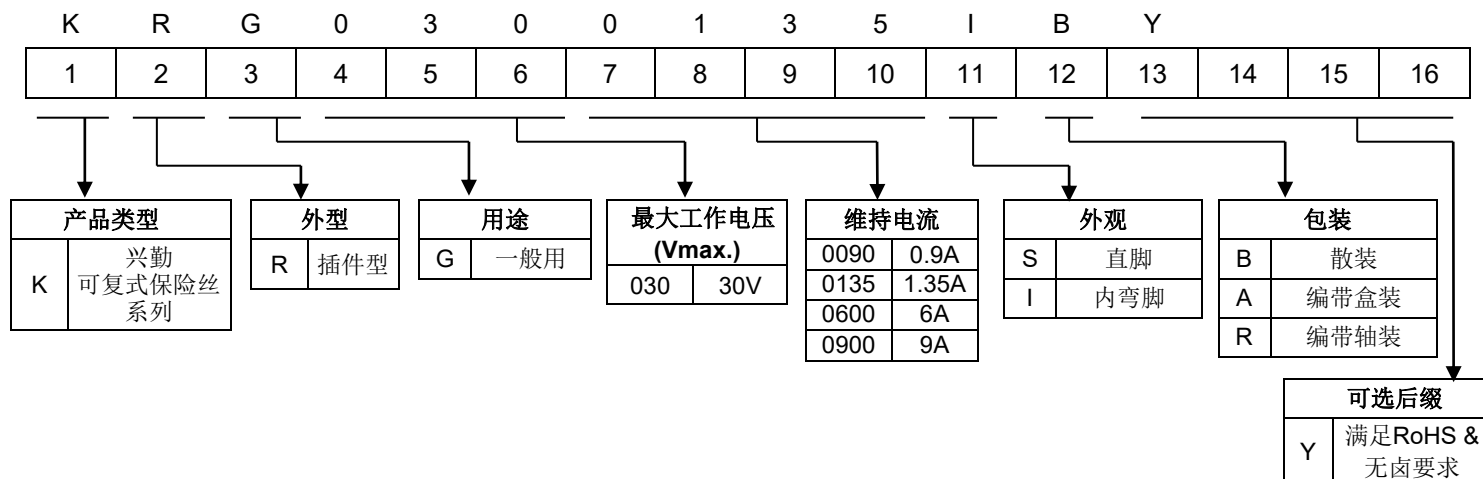 K R G 0 3 0 0 1 3 5 I B Y
1 2 3 4 5 6 7 8 9 10 11 12 13 14 15 16
产品类型
K 兴勤
可复式保险丝
系列
外型
R 插件型
用途
G 一般用
最大工作电压
(Vmax.)
030 30V
维持电流
0090 0.9A
0135 1.35A
0600 6A
0900 9A
外观
S 直脚
I 内弯脚
包装
B 散装
A 编带盒装
R 编带轴装
可选后缀
Y 满足RoHS &
无卤要求